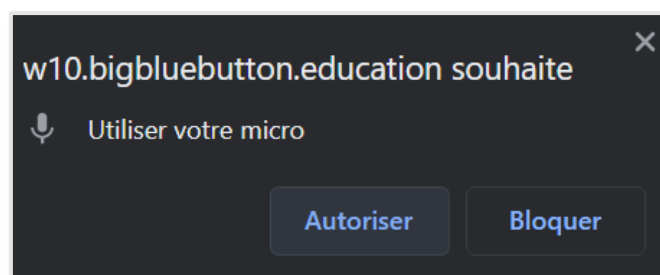 w10.bigbluebutton.education souhaite
Utiliser votre micro
Autoriser
Bloquer